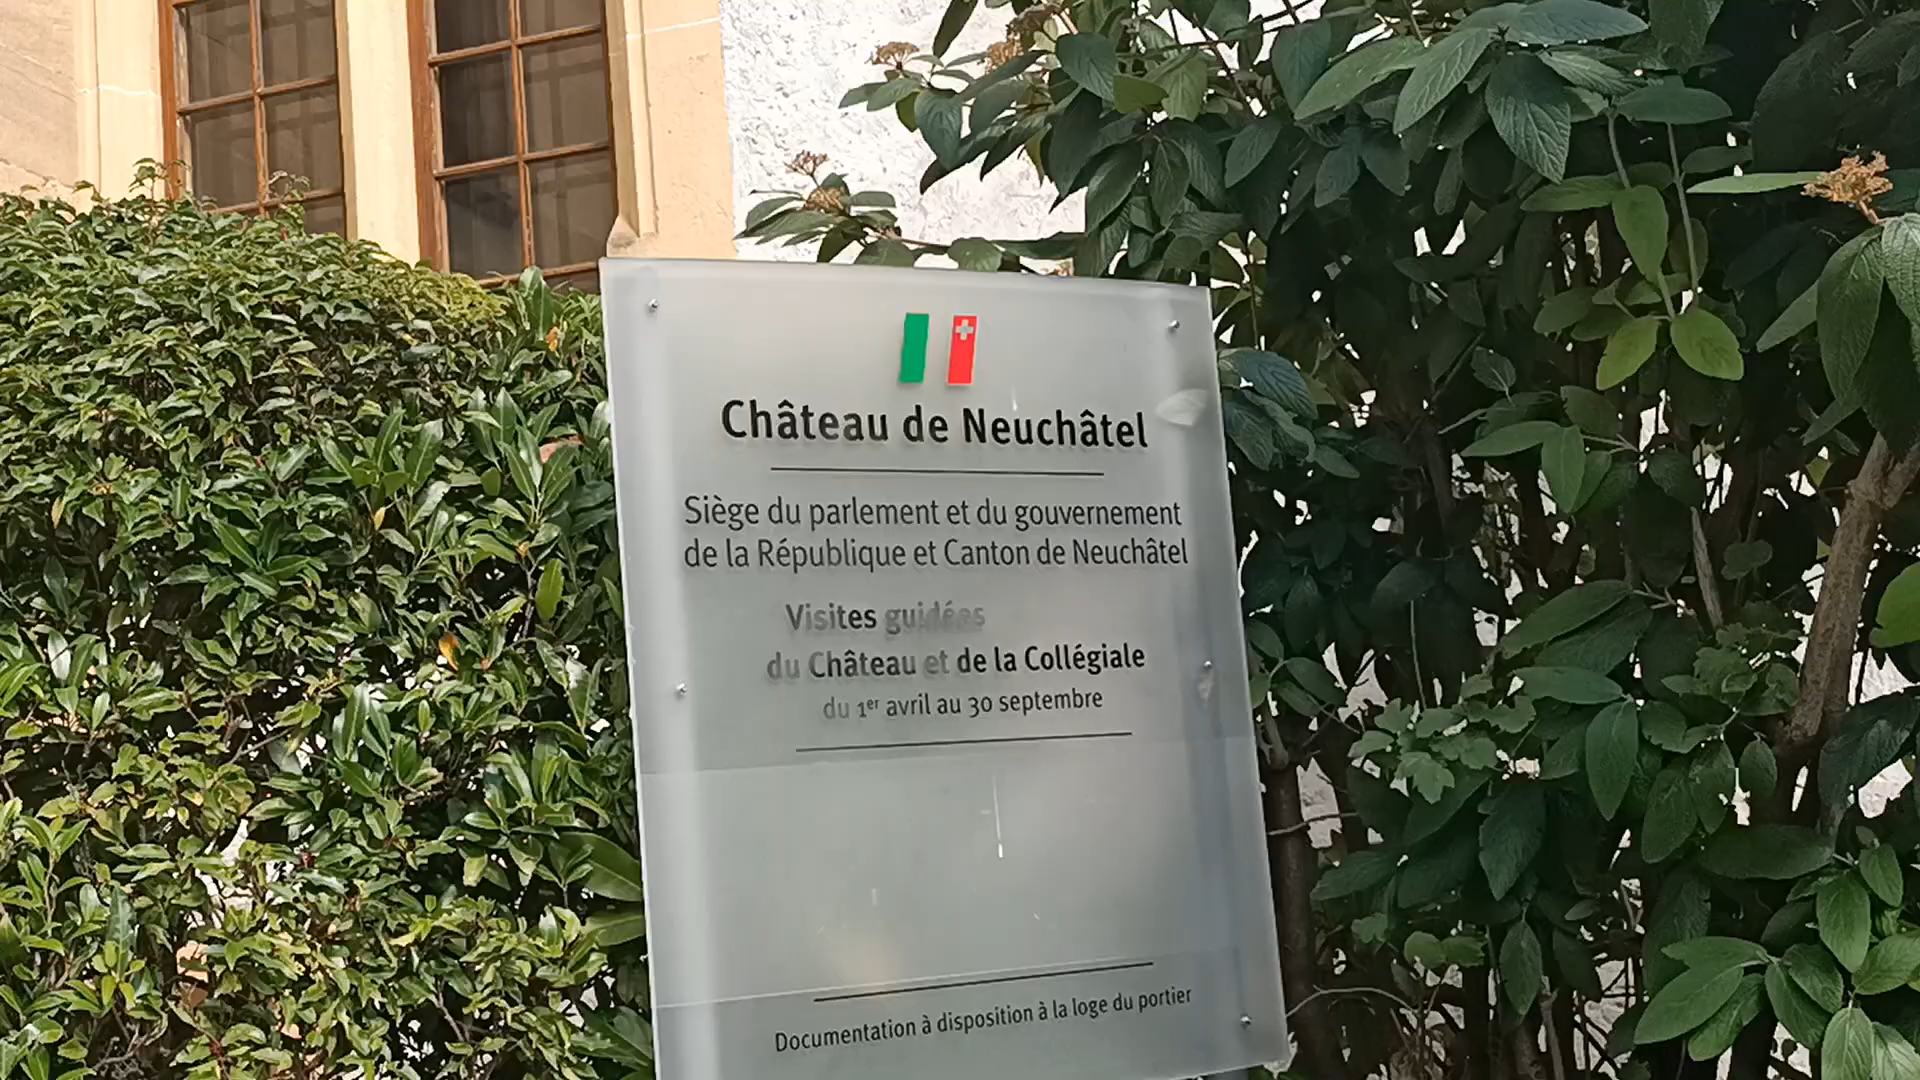 Château de Neuchâtel
Siège du parlement et du gouvernement
de la République et Canton de Neuchâtel
Visites guidées
du Château et de la Collégiale
du 1er avril au 30 septembre
Documentation à disposition à la loge du portier